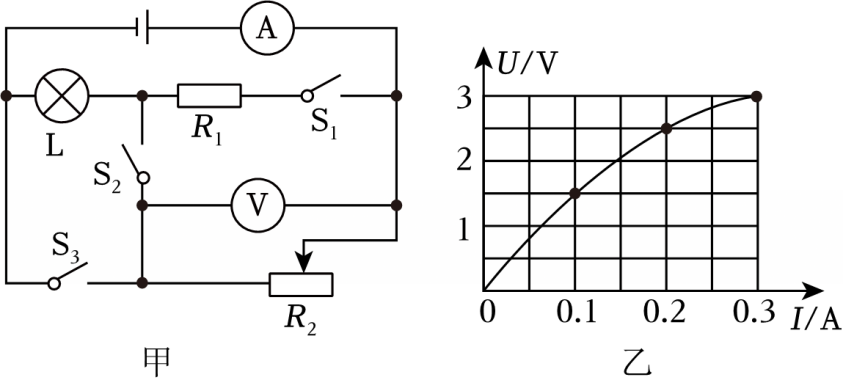 A
L
R₁
S₁
S₂
V
S₃
R₂
甲
U/V
3
2
1
0 0.1 0.2 0.3 I/A
乙